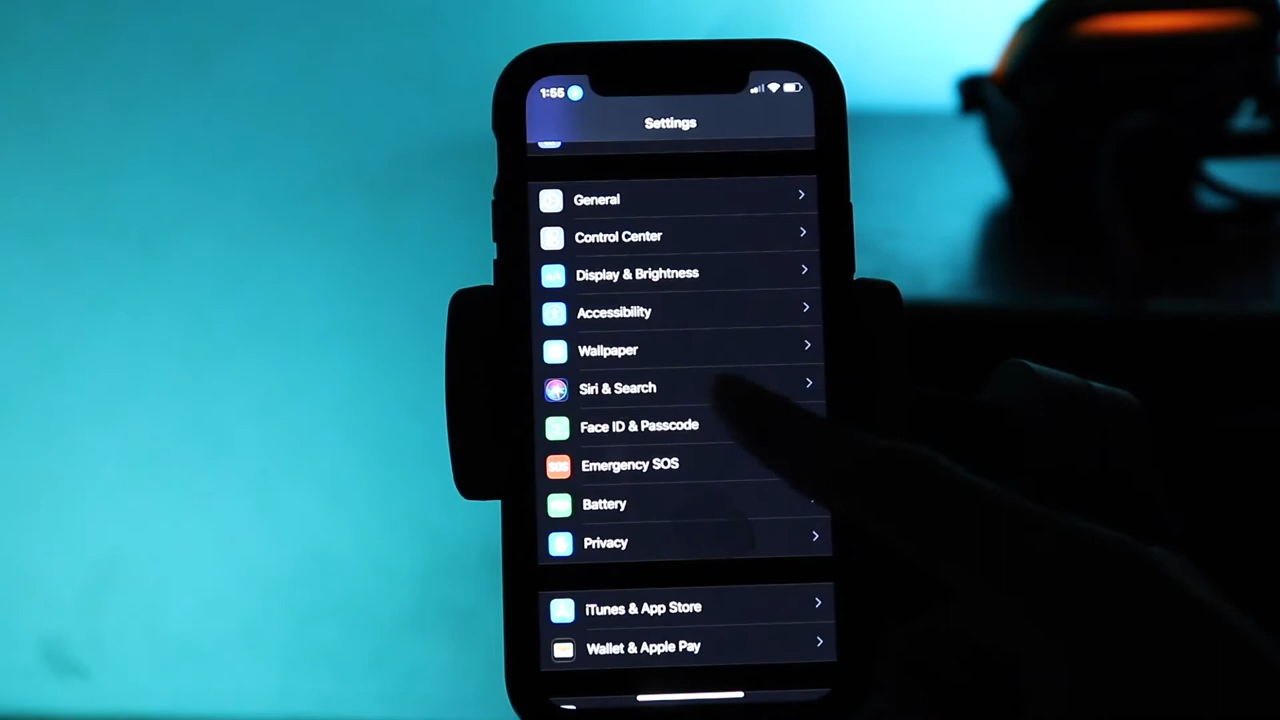 1:55
Settings
General
Control Center
Display & Brightness
Accessibility
Wallpaper
Siri & Search
Face ID & Passcode
SOS Emergency SOS
Battery
Privacy
iTunes & App Store
Wallet & Apple Pay